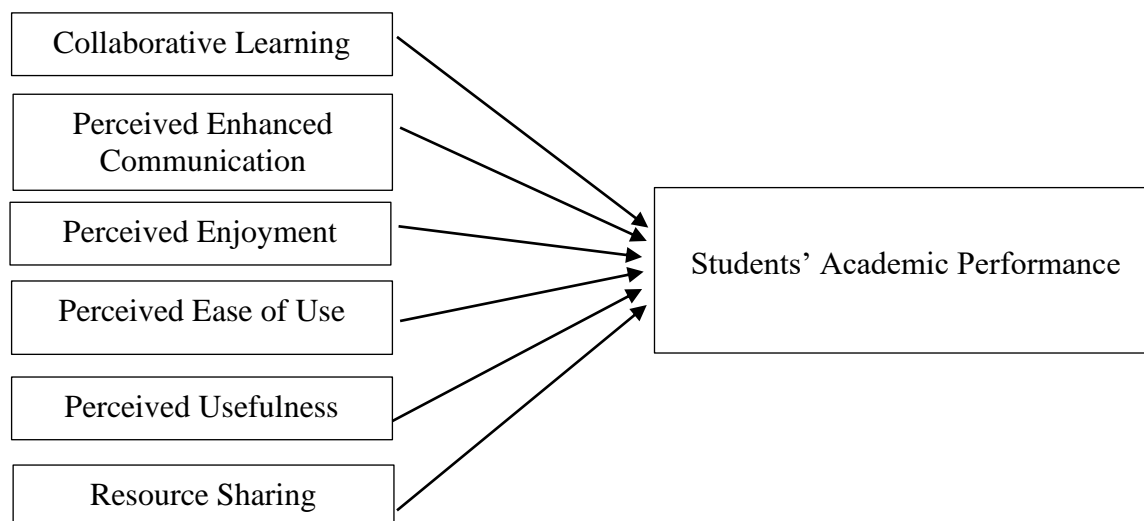 Collaborative Learning
Perceived Enhanced
Communication
Perceived Enjoyment
Perceived Ease of Use
Perceived Usefulness
Resource Sharing
Students’ Academic Performance